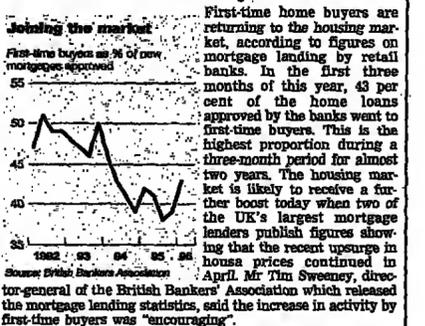 Joining the market
First-time buyers as % of new
mortgages approved
55
50
45
40
35
1992 93 94 95 96
Source: British Bankers Association
First-time home buyers are
returning to the housing mar-
ket, according to figures on
mortgage landing by retail
banks. In the first three
months of this year, 43 per
cent of the home loans
approved by the banks went to
first-time buyers. This is the
highest proportion during a
three-month period for almost
two years. The housing mar-
ket is likely to receive a fur-
ther boost today when two of
the UK's largest mortgage
lenders publish figures show-
ing that the recent upsurge in
housa prices continued in
April. Mr Tim Sweeney, direc-
tor-general of the British Bankers' Association which released
the mortgage lending statistics, said the increase in activity by
first-time buyers was "encouraging".